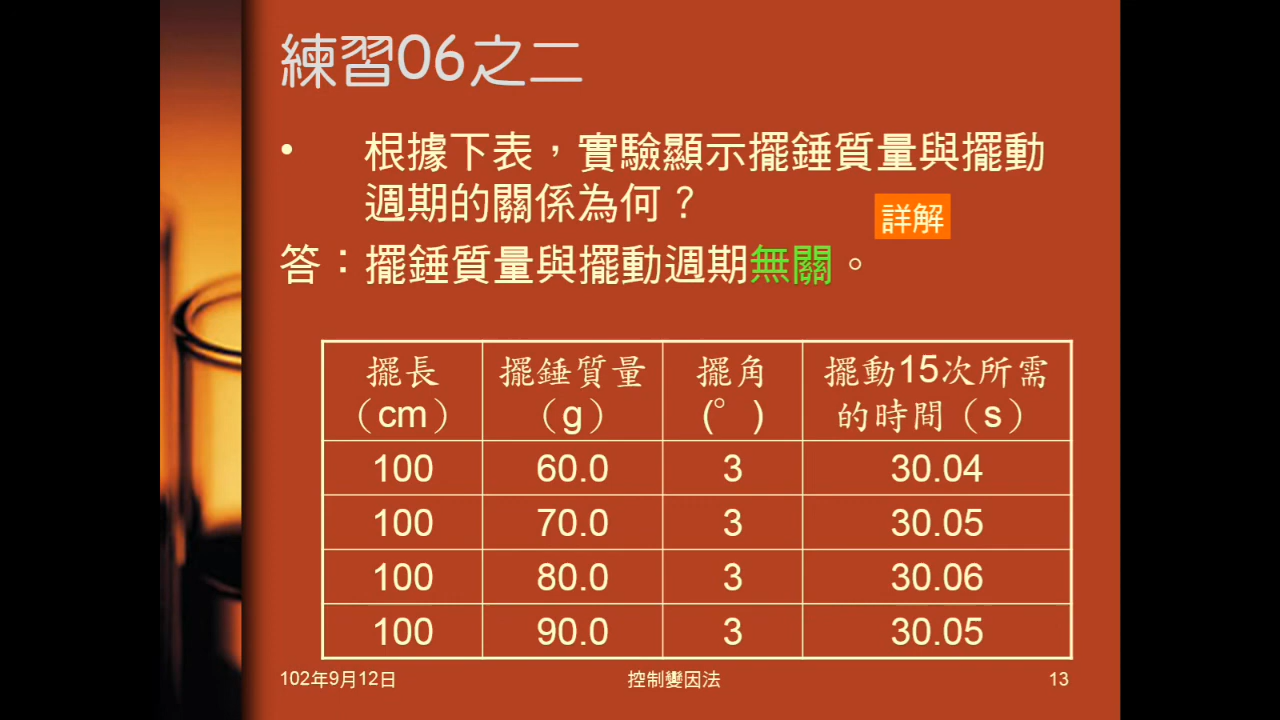 練習06之二
• 根據下表，實驗顯示擺錘質量與擺動
週期的關係為何？
詳解
答：擺錘質量與擺動週期無關。
擺長 擺錘質量 擺角 擺動15次所需
（cm） （g） (° ) 的時間（s）
100 60.0 3 30.04
100 70.0 3 30.05
100 80.0 3 30.06
100 90.0 3 30.05
102年9月12日 控制變因法 13